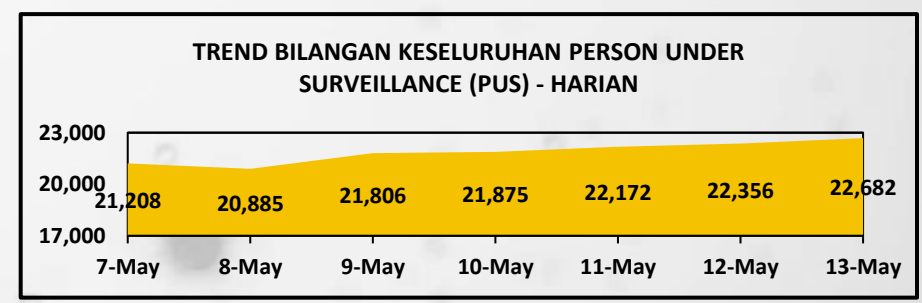 TREND BILANGAN KESELURUHAN PERSON UNDER
SURVEILLANCE (PUS) - HARIAN
23,000
20,000
17,000
21,208 20,885 21,806 21,875 22,172 22,356 22,682
7-May 8-May 9-May 10-May 11-May 12-May 13-May